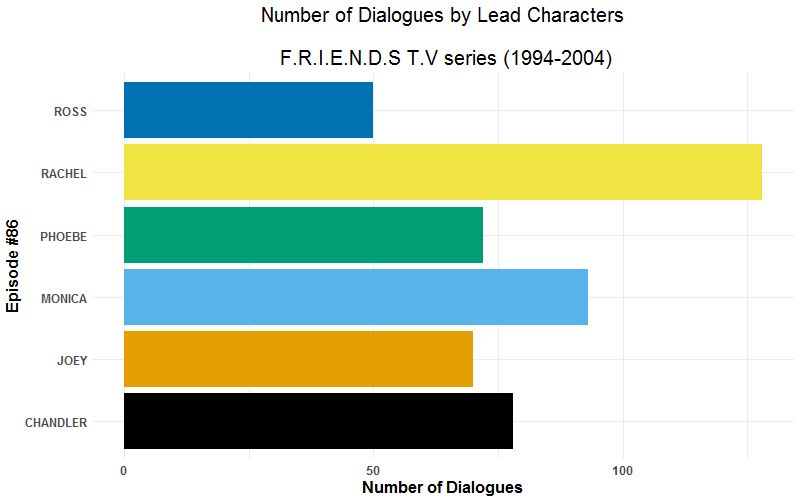 Number of Dialogues by Lead Characters
F.R.I.E.N.D.S T.V series (1994-2004)
Episode #86
ROSS
RACHEL
PHOEBE
MONICA
JOEY
CHANDLER
0 50 100
Number of Dialogues